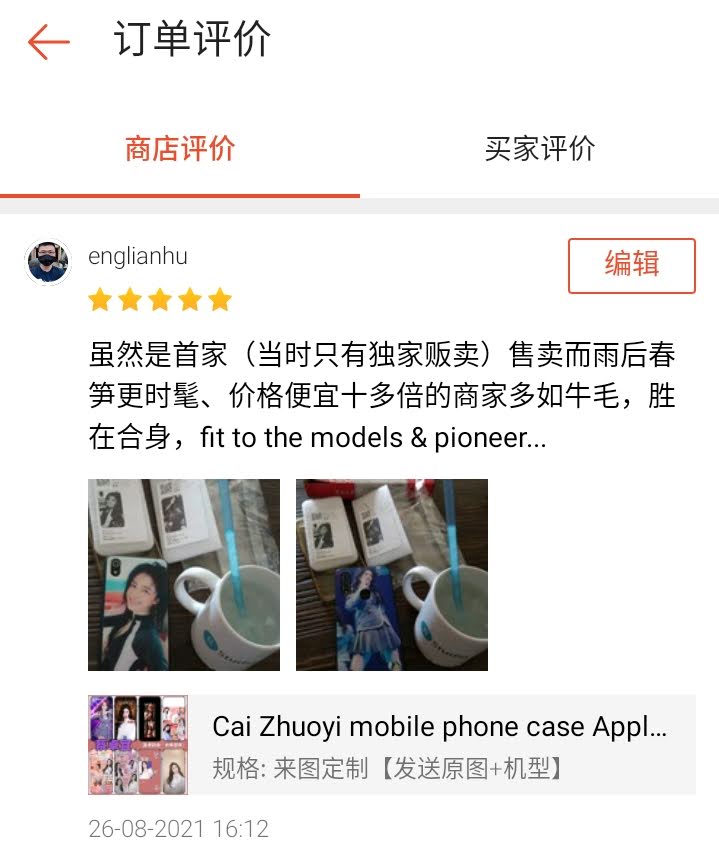 订单评价
商店评价
买家评价
englianhu
编辑
虽然是首家（当时只有独家贩卖）售卖而雨后春
笋更时髦、价格便宜十多倍的商家多如牛毛，胜
在合身，fit to the models & pioneer...
Cai Zhuoyi mobile phone case Appl...
规格: 来图定制【发送原图+机型】
26-08-2021 16:12